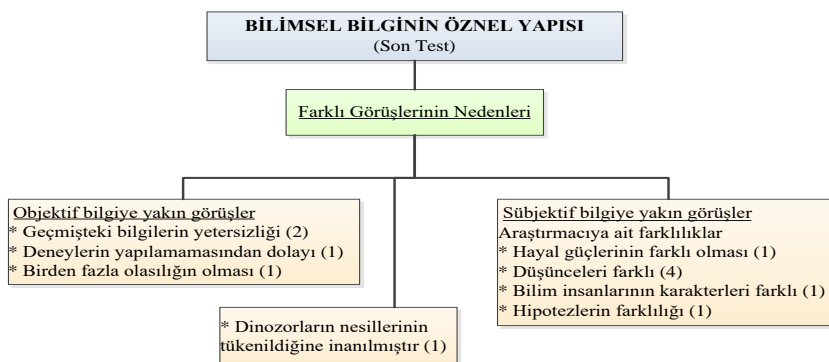 BİLİMSEL BİLGİNİN ÖZNEL YAPISI
(Son Test)
Farklı Görüşlerinin Nedenleri
Objektif bilgiye yakın görüşler
* Geçmişteki bilgilerin yetersizliği (2)
* Deneylerin yapılamamasından dolayı (1)
* Birden fazla olasılığın olması (1)
* Dinozorların nesillerinin
tükenildiğine inanılmıştır (1)
Sübjektif bilgiye yakın görüşler
Araştırmacıya ait farklılıklar
* Hayal güçlerinin farklı olması (1)
* Düşünceleri farklı (4)
* Bilim insanlarının karakterleri farklı (1)
* Hipotezlerin farklılığı (1)